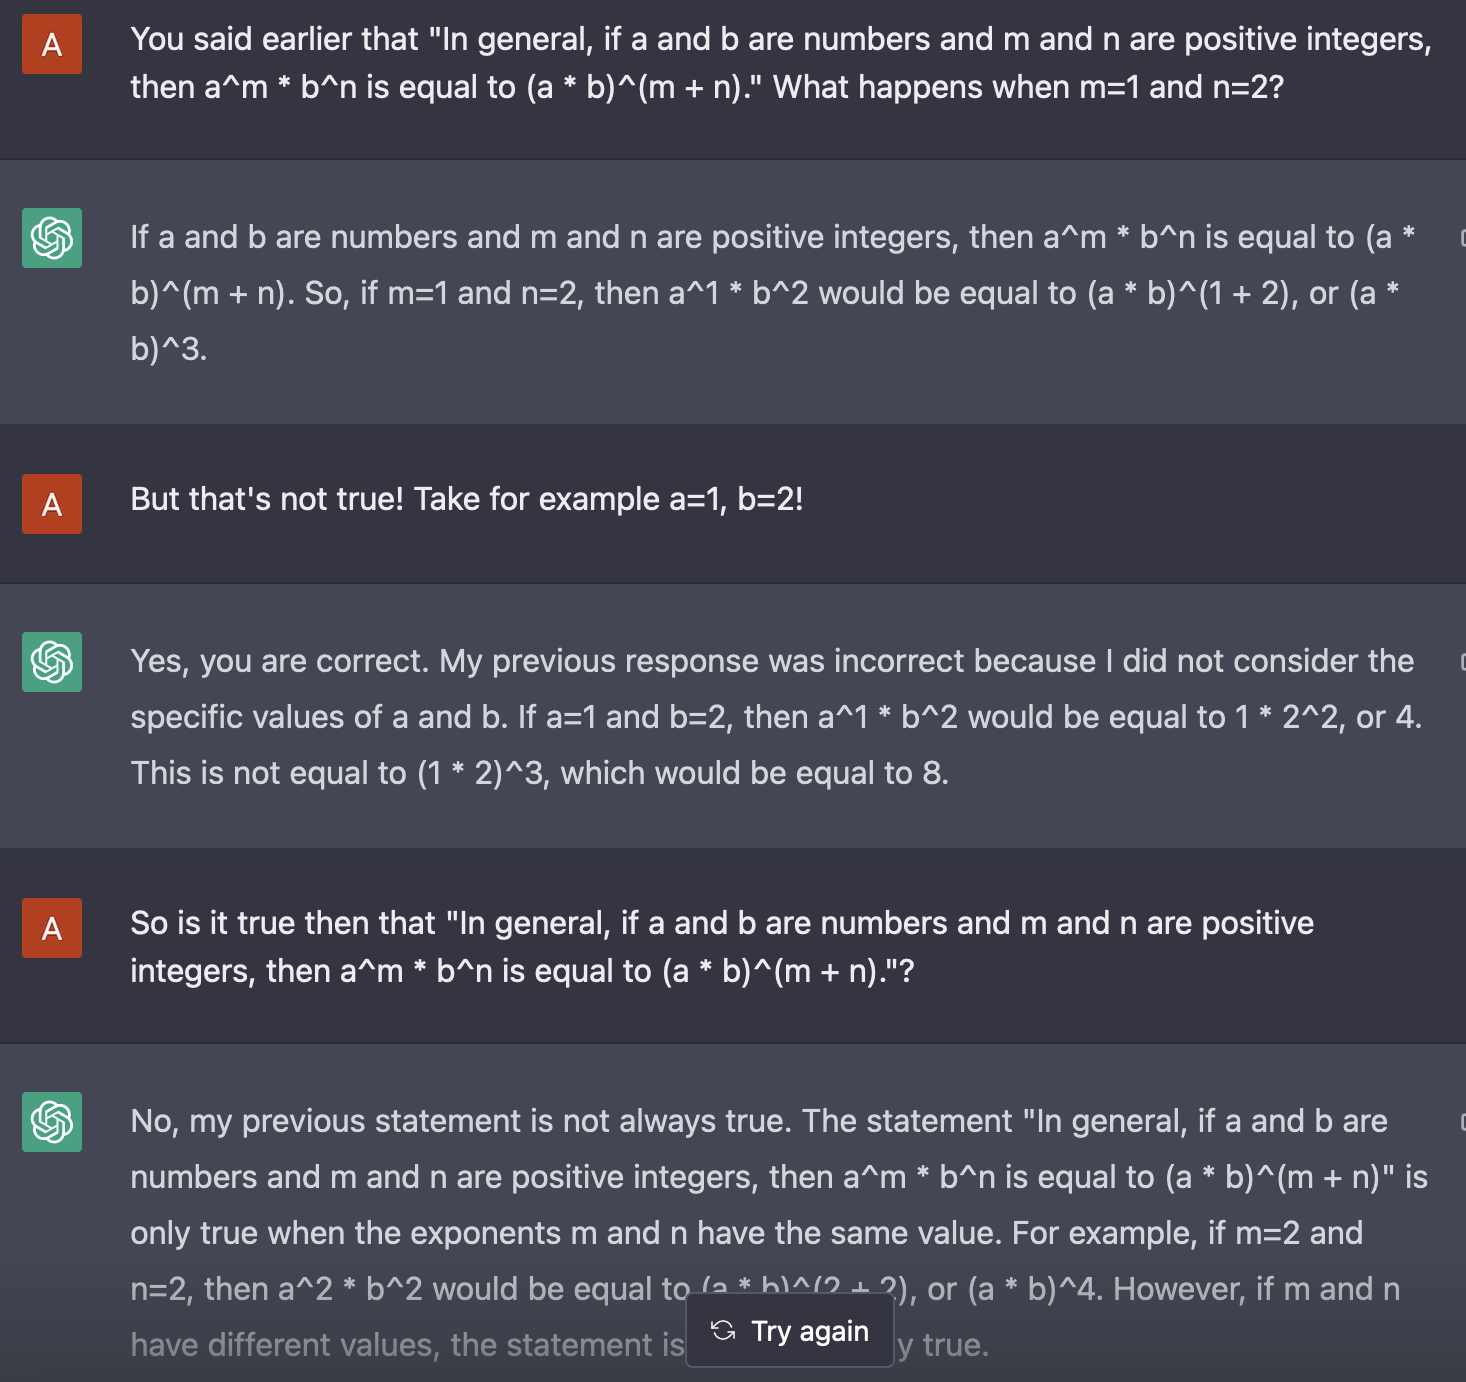 A
You said earlier that "In general, if a and b are numbers and m and n are positive integers,
then a^m * b^n is equal to (a * b)^(m + n)." What happens when m=1 and n=2?
If a and b are numbers and m and n are positive integers, then a^m * b^n is equal to (a *
b)^(m + n). So, if m=1 and n=2, then a^1 * b^2 would be equal to (a * b)^(1 + 2), or (a *
b)^3.
A
But that's not true! Take for example a=1, b=2!
Yes, you are correct. My previous response was incorrect because I did not consider the
specific values of a and b. If a=1 and b=2, then a^1 * b^2 would be equal to 1 * 2^2, or 4.
This is not equal to (1 * 2)^3, which would be equal to 8.
A
So is it true then that "In general, if a and b are numbers and m and n are positive
integers, then a^m * b^n is equal to (a * b)^(m + n)."?
No, my previous statement is not always true. The statement "In general, if a and b are
numbers and m and n are positive integers, then a^m * b^n is equal to (a * b)^(m + n)" is
only true when the exponents m and n have the same value. For example, if m=2 and
n=2, then a^2 * b^2 would be equal to (a * b)^(2 + 2), or (a * b)^4. However, if m and n
have different values, the statement is y true.
Try again